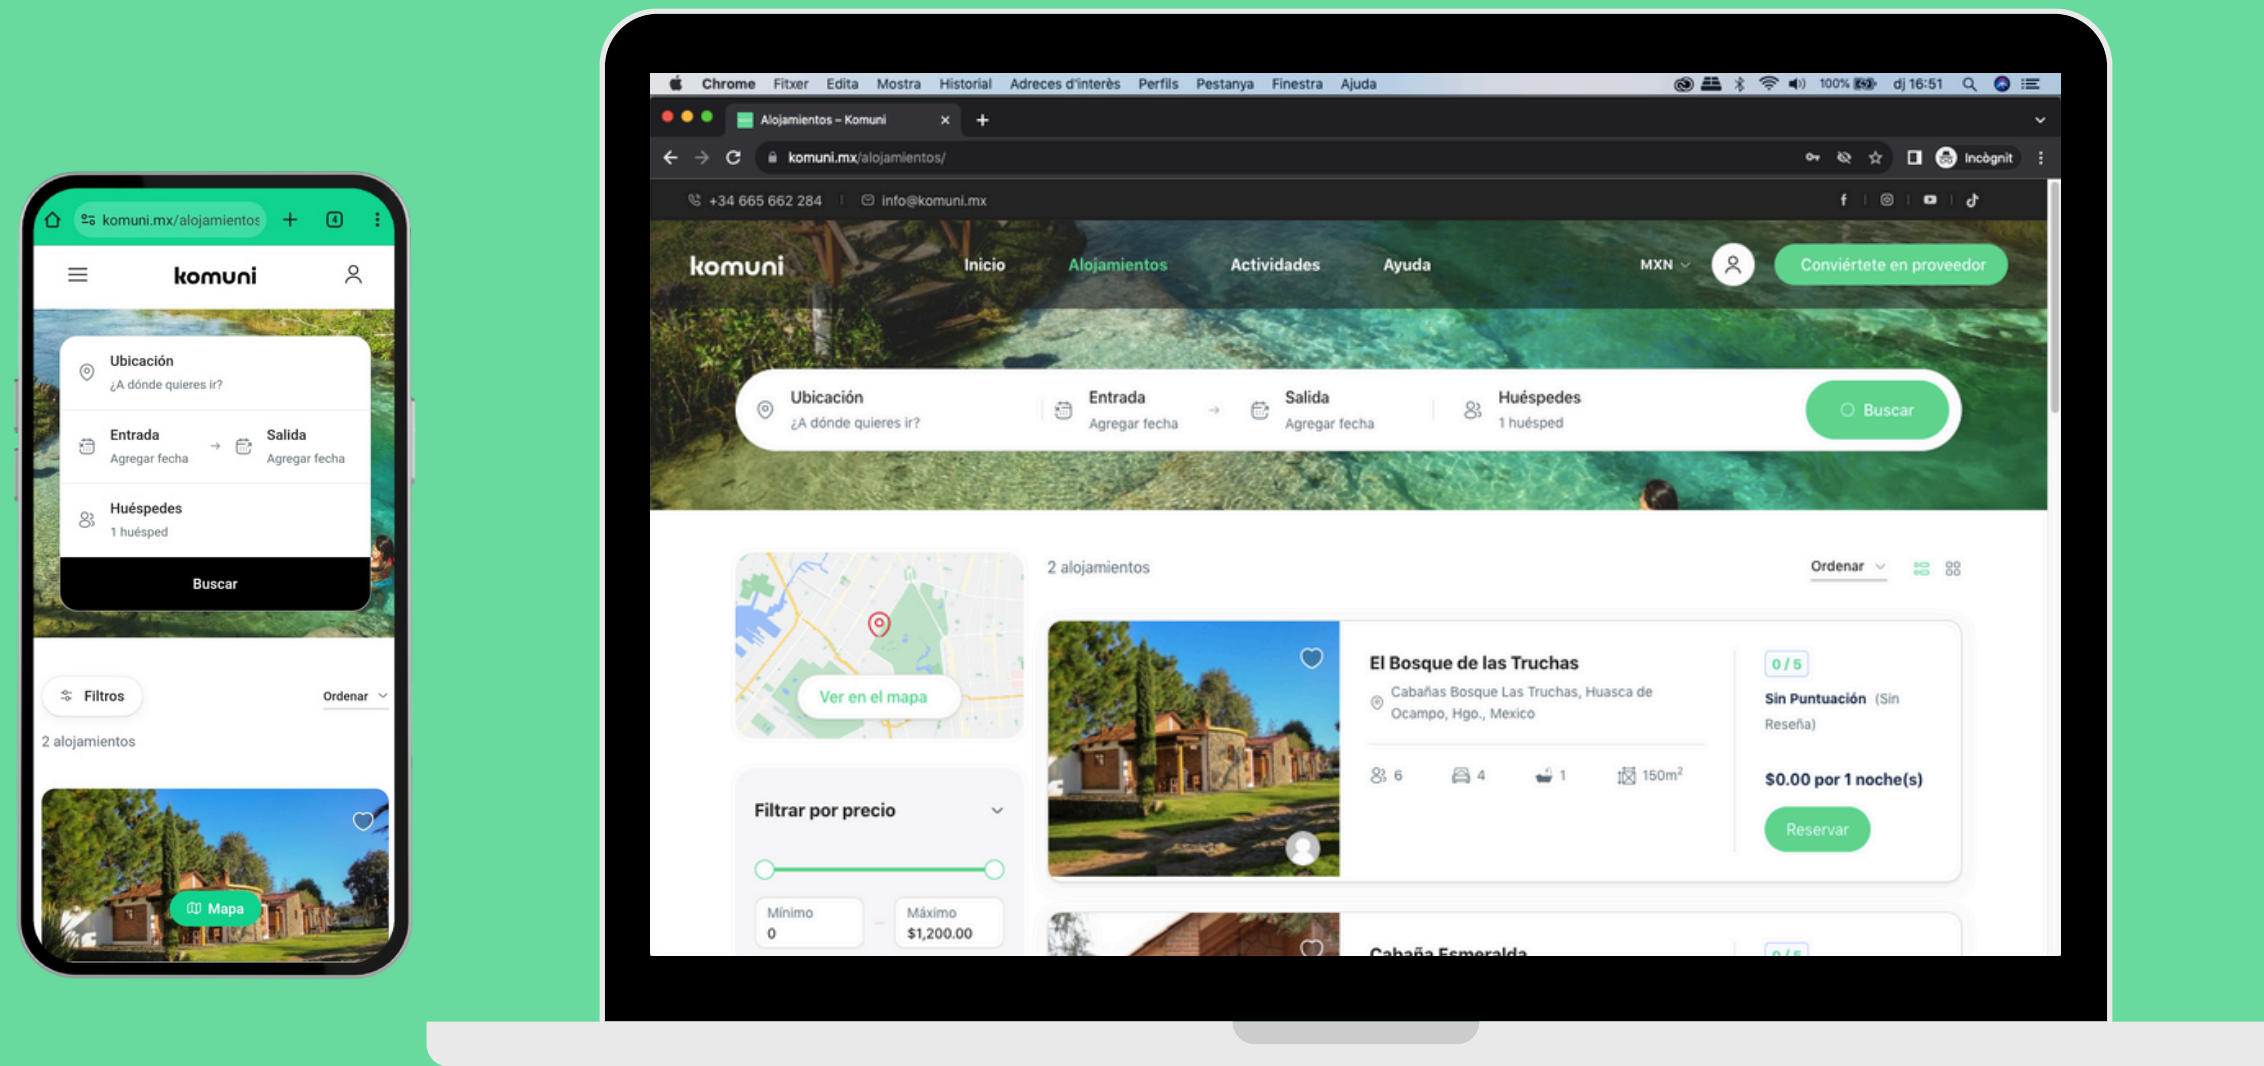 komuni.mx/alojamientos
4
komuni
Ubicación
¿A dónde quieres ir?
Entrada
Agregar fecha
Salida
Agregar fecha
Huéspedes
1 huésped
Buscar
Filtros
Ordenar
2 alojamientos
Mapa
Chrome Fitxer Edita Mostra Historial Adreces d'interès Perfils Pestanya Finestra Ajuda
100% dj 16:51
Alojamientos – Komuni
komuni.mx/alojamientos/
Incògnit
+34 665 662 284
info@komuni.mx
komuni
Inicio
Alojamientos
Actividades
Ayuda
MXN
Conviértete en proveedor
Ubicación
¿A dónde quieres ir?
Entrada
Agregar fecha
Salida
Agregar fecha
Huéspedes
1 huésped
Buscar
Ver en el mapa
2 alojamientos
Ordenar
El Bosque de las Truchas
Cabañas Bosque Las Truchas, Huasca de
Ocampo, Hgo., Mexico
6 4 1 150m²
0 / 5
Sin Puntuación (Sin
Reseña)
$0.00 por 1 noche(s)
Reservar
Filtrar por precio
Mínimo
0
Máximo
$1,200.00
Cabaña Esmeralda
0 / 5